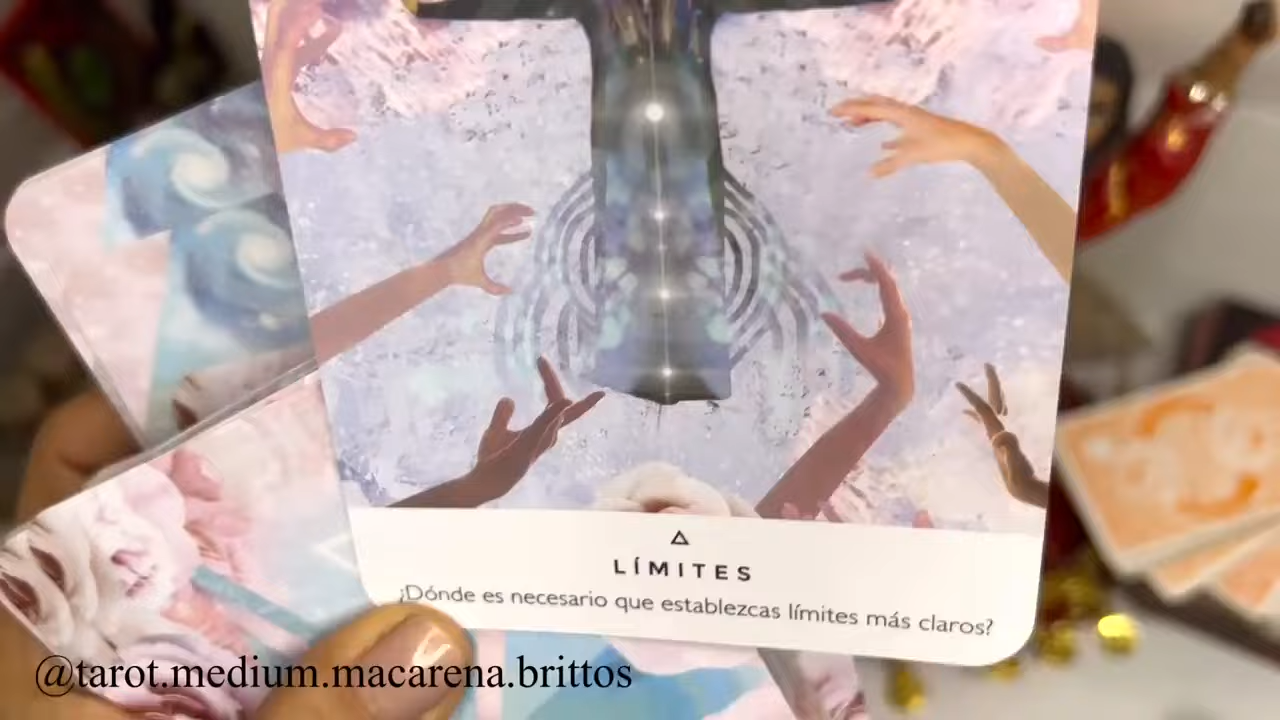 LÍMITES
¿Dónde es necesario que establezcas límites más claros?
@tarot.medium.macarena.brittos